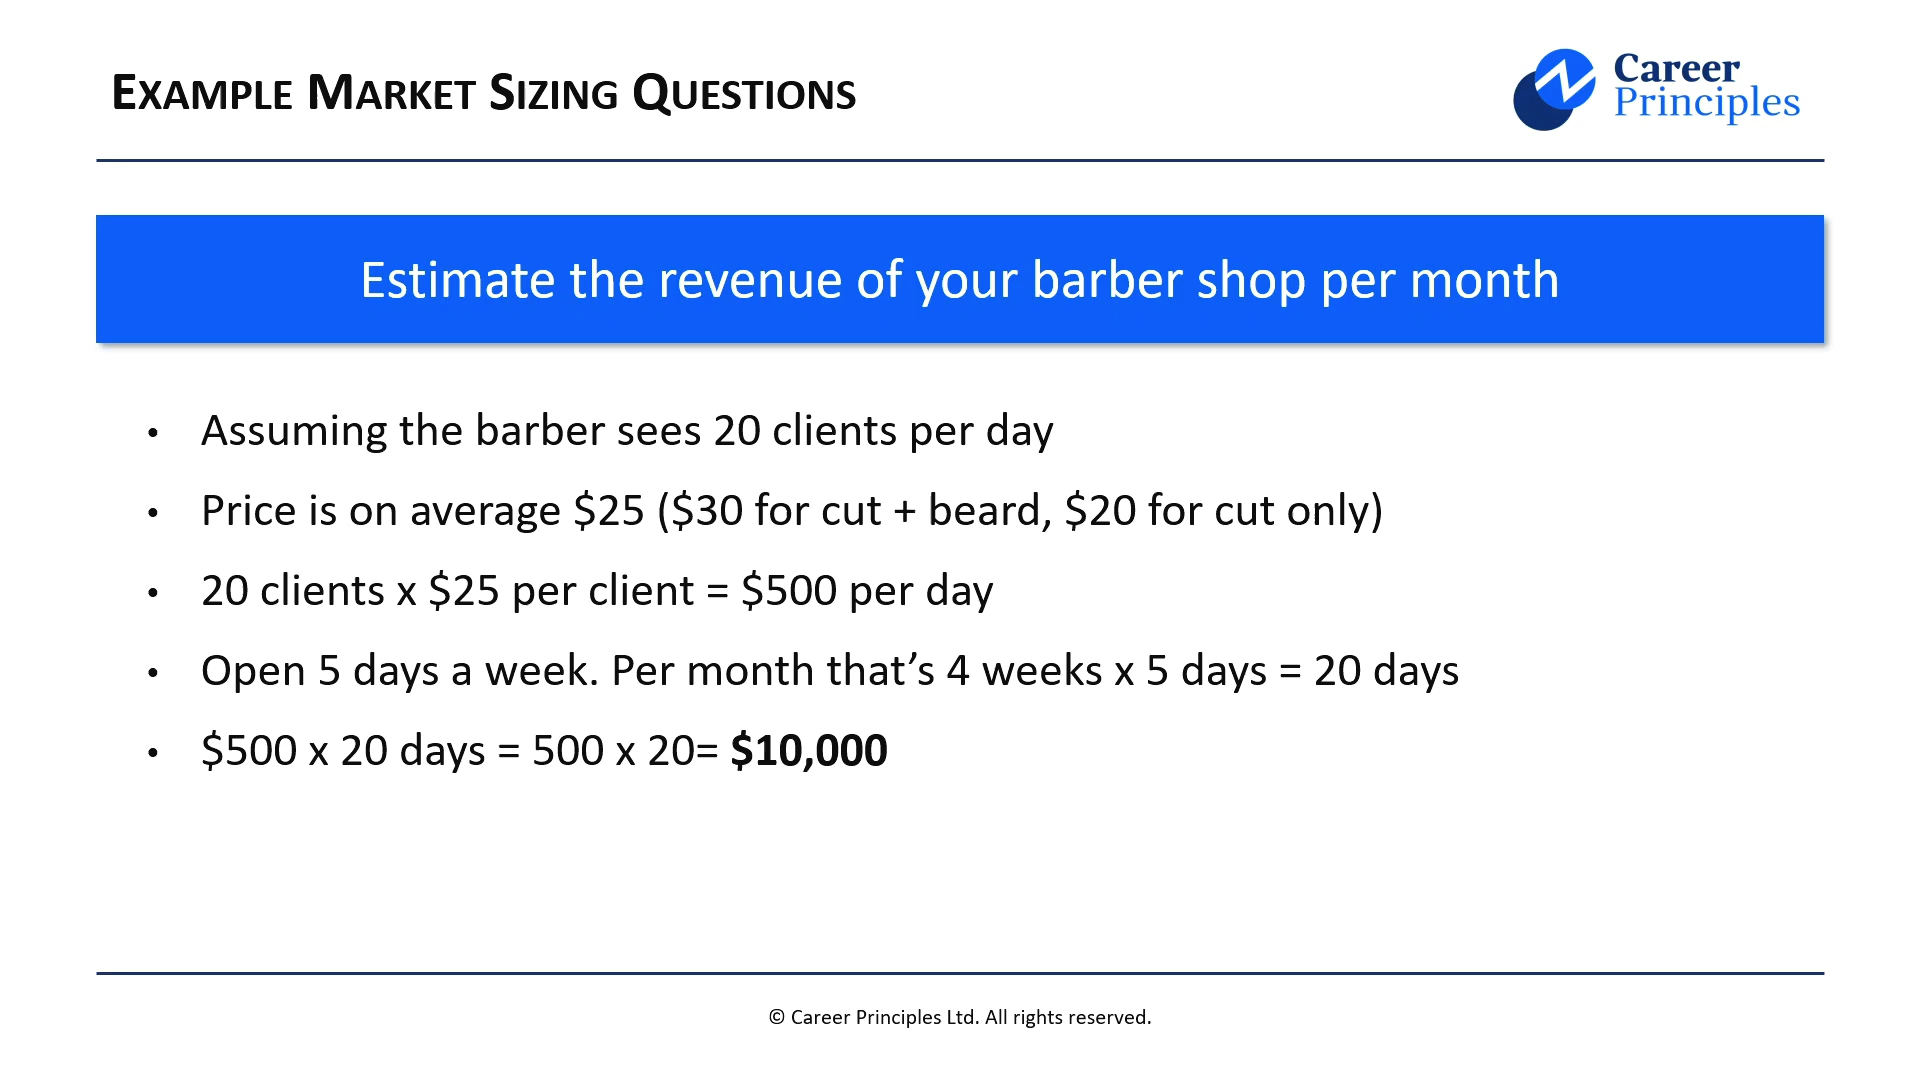 EXAMPLE MARKET SIZING QUESTIONS
Career
Principles
Estimate the revenue of your barber shop per month
• Assuming the barber sees 20 clients per day
• Price is on average $25 ($30 for cut + beard, $20 for cut only)
• 20 clients x $25 per client = $500 per day
• Open 5 days a week. Per month that’s 4 weeks x 5 days = 20 days
• $500 x 20 days = 500 x 20= $10,000
© Career Principles Ltd. All rights reserved.